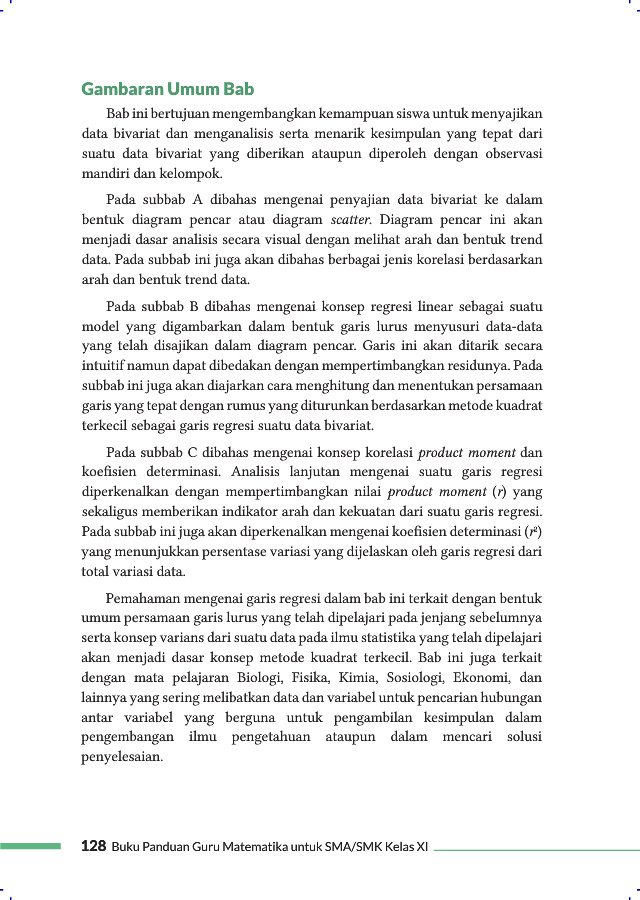 Gambaran Umum Bab
Bab ini bertujuan mengembangkan kemampuan siswa untuk menyajikan
data bivariat dan menganalisis serta menarik kesimpulan yang tepat dari
suatu data bivariat yang diberikan ataupun diperoleh dengan observasi
mandiri dan kelompok.
Pada subbab A dibahas mengenai penyajian data bivariat ke dalam
bentuk diagram pencar atau diagram scatter. Diagram pencar ini akan
menjadi dasar analisis secara visual dengan melihat arah dan bentuk trend
data. Pada subbab ini juga akan dibahas berbagai jenis korelasi berdasarkan
arah dan bentuk trend data.
Pada subbab B dibahas mengenai konsep regresi linear sebagai suatu
model yang digambarkan dalam bentuk garis lurus menyusuri data-data
yang telah disajikan dalam diagram pencar. Garis ini akan ditarik secara
intuitif namun dapat dibedakan dengan mempertimbangkan residunya. Pada
subbab ini juga akan diajarkan cara menghitung dan menentukan persamaan
garis yang tepat dengan rumus yang diturunkan berdasarkan metode kuadrat
terkecil sebagai garis regresi suatu data bivariat.
Pada subbab C dibahas mengenai konsep korelasi product moment dan
koefisien determinasi. Analisis lanjutan mengenai suatu garis regresi
diperkenalkan dengan mempertimbangkan nilai product moment (r) yang
sekaligus memberikan indikator arah dan kekuatan dari suatu garis regresi.
Pada subbab ini juga akan diperkenalkan mengenai koefisien determinasi (r²)
yang menunjukkan persentase variasi yang dijelaskan oleh garis regresi dari
total variasi data.
Pemahaman mengenai garis regresi dalam bab ini terkait dengan bentuk
umum persamaan garis lurus yang telah dipelajari pada jenjang sebelumnya
serta konsep varians dari suatu data pada ilmu statistika yang telah dipelajari
akan menjadi dasar konsep metode kuadrat terkecil. Bab ini juga terkait
dengan mata pelajaran Biologi, Fisika, Kimia, Sosiologi, Ekonomi, dan
lainnya yang sering melibatkan data dan variabel untuk pencarian hubungan
antar variabel yang berguna untuk pengambilan kesimpulan dalam
pengembangan ilmu pengetahuan ataupun dalam mencari solusi
penyelesaian.
128 Buku Panduan Guru Matematika untuk SMA/SMK Kelas XI